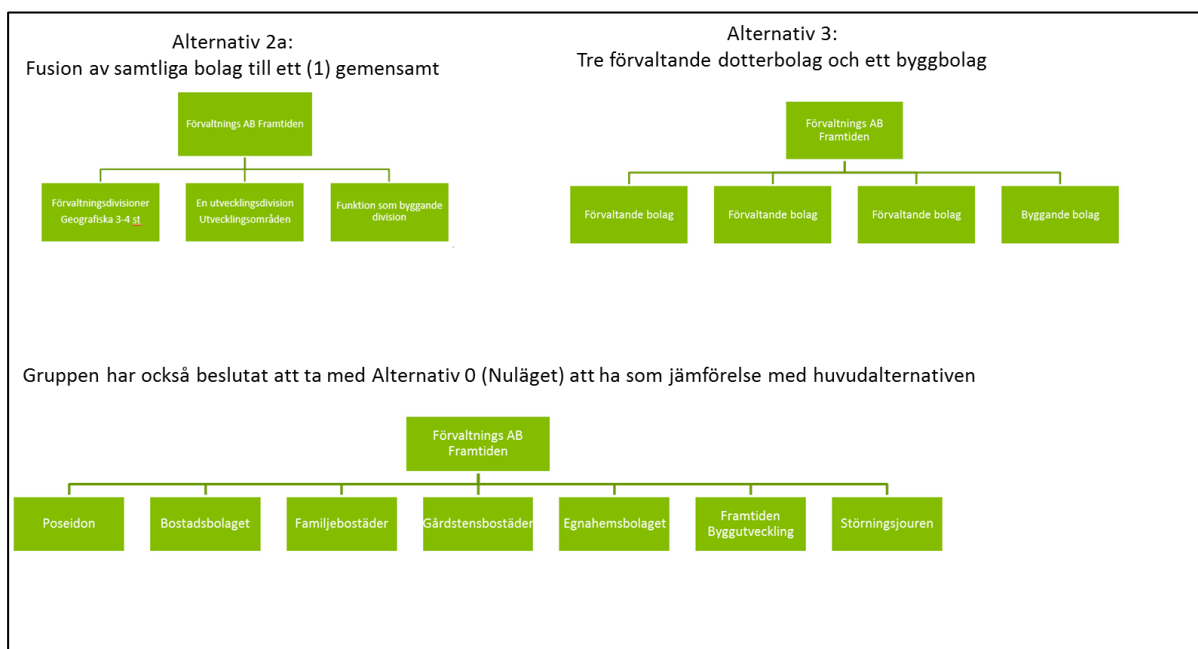 Alternativ 2a:
Fusion av samtliga bolag till ett (1) gemensamt
Förvaltnings AB Framtiden
Förvaltningsdivisioner
Geografiska 3-4 st
En utvecklingsdivision
Utvecklingsområden
Funktion som byggande
division
Alternativ 3:
Tre förvaltande dotterbolag och ett byggbolag
Förvaltnings AB
Framtiden
Förvaltande bolag
Förvaltande bolag
Förvaltande bolag
Byggande bolag
Gruppen har också beslutat att ta med Alternativ 0 (Nuläget) att ha som jämförelse med huvudalternativen
Förvaltnings AB
Framtiden
Poseidon
Bostadsbolaget
Familjebostäder
Gårdstensbostäder
Egnahemsbolaget
Framtiden
Byggutveckling
Störningsjouren